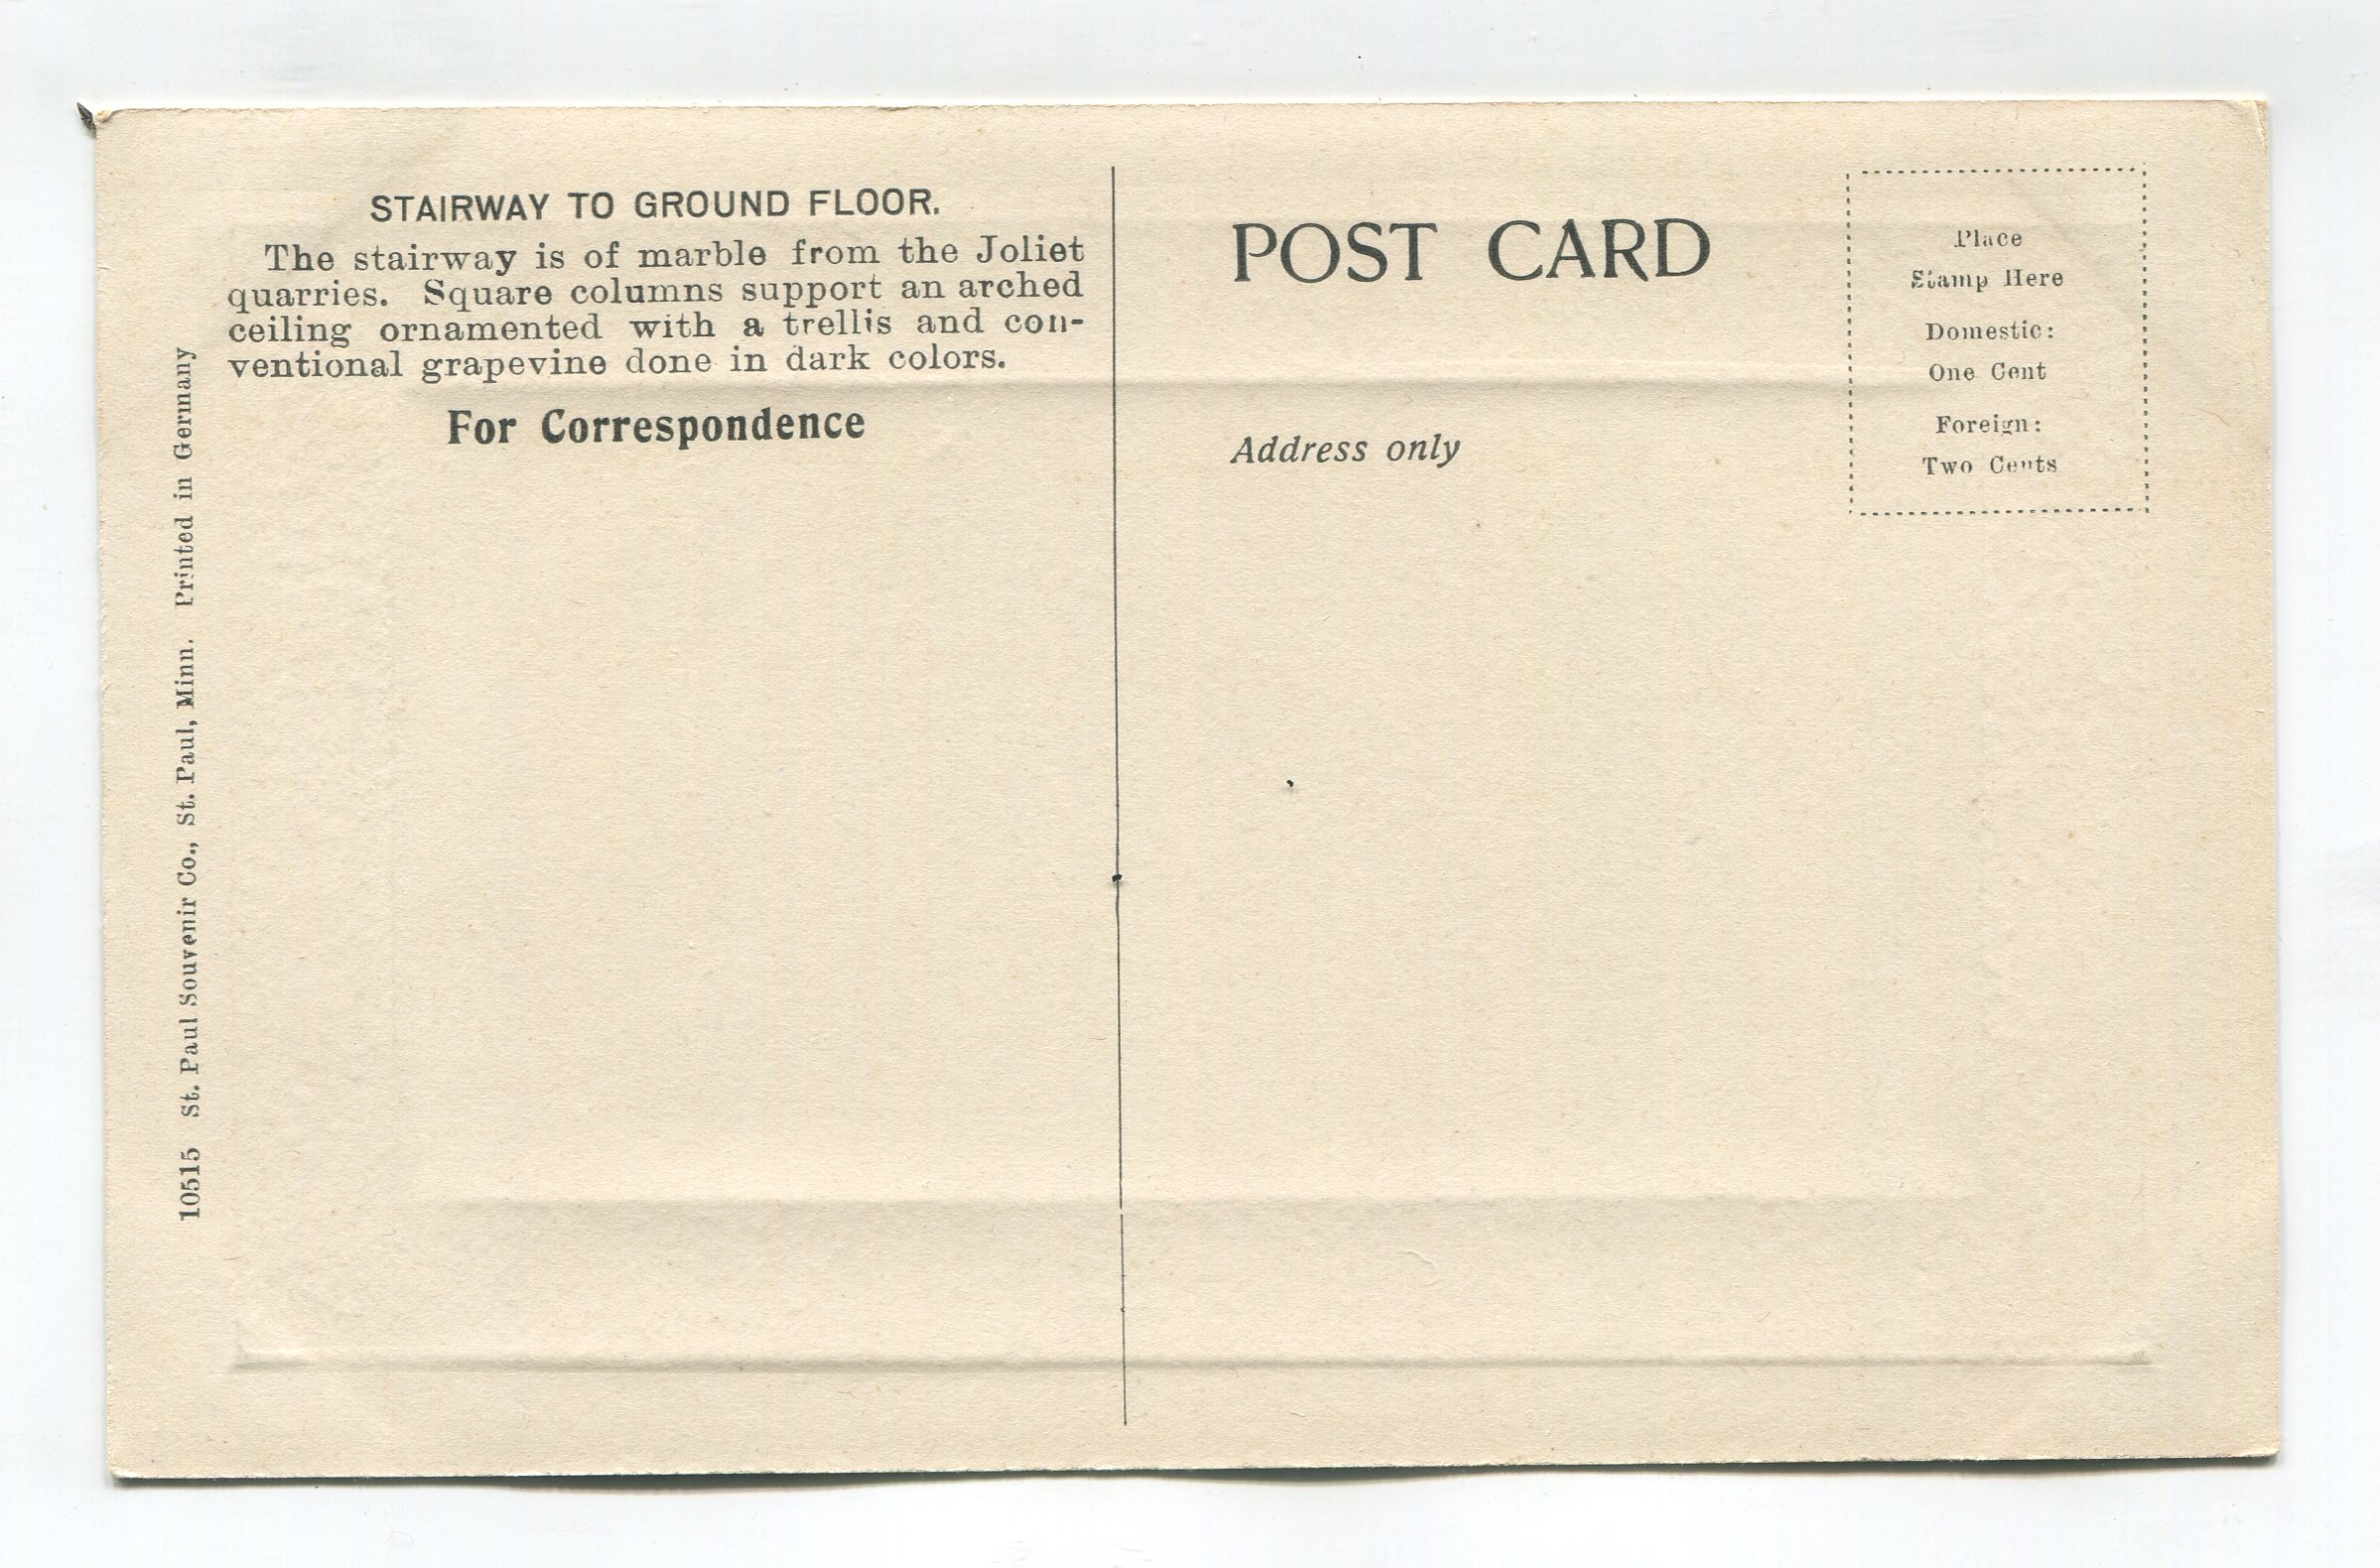 STAIRWAY TO GROUND FLOOR.
The stairway is of marble from the Joliet
quarries. Square columns support an arched
ceiling ornamented with a trellis and con-
ventional grapevine done in dark colors.
For Correspondence
10515 St. Paul Souvenir Co., St. Paul, Minn. Printed in Germany
POST CARD
Address only
Place
Stamp Here
Domestic:
One Cent
Foreign:
Two Cents